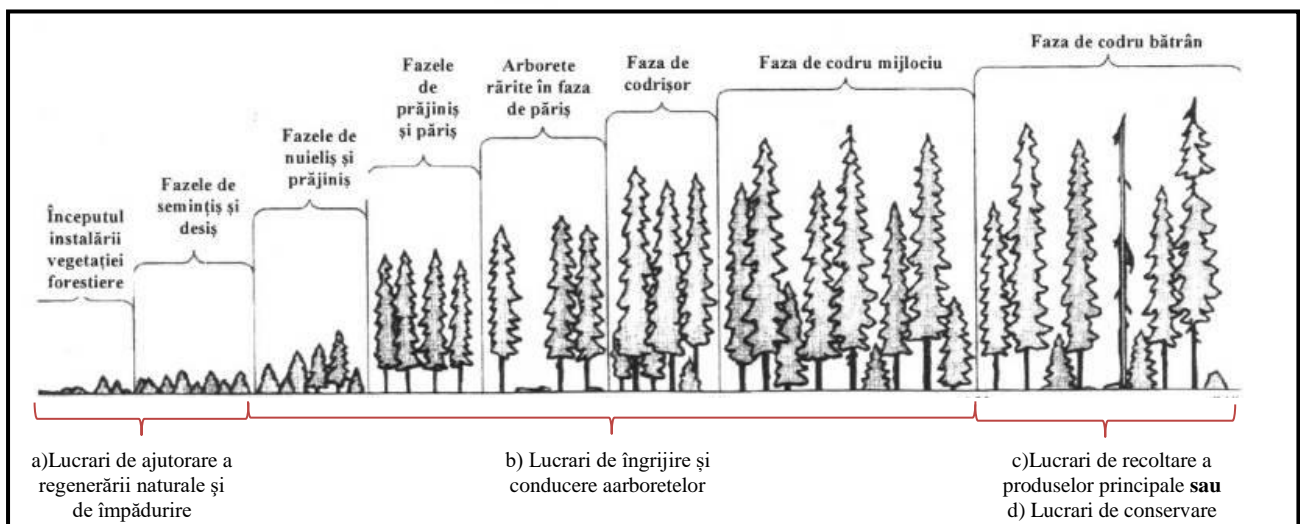 Începutul
instalării
vegetației
forestiere
Fazele de
semințiș și
desiș
Fazele de
nuieliș și
prăjiniș
Fazele
de
prăjiniș
și păriș
Arborete
rărite în faza
de păriș
Faza de
codrișor
Faza de codru mijlociu
Faza de codru bătrân
a)Lucrari de ajutorare a
regenerării naturale și
de împădurire
b) Lucrari de îngrijire și
conducere aarboretelor
c)Lucrari de recoltare a
produselor principale sau
d) Lucrari de conservare